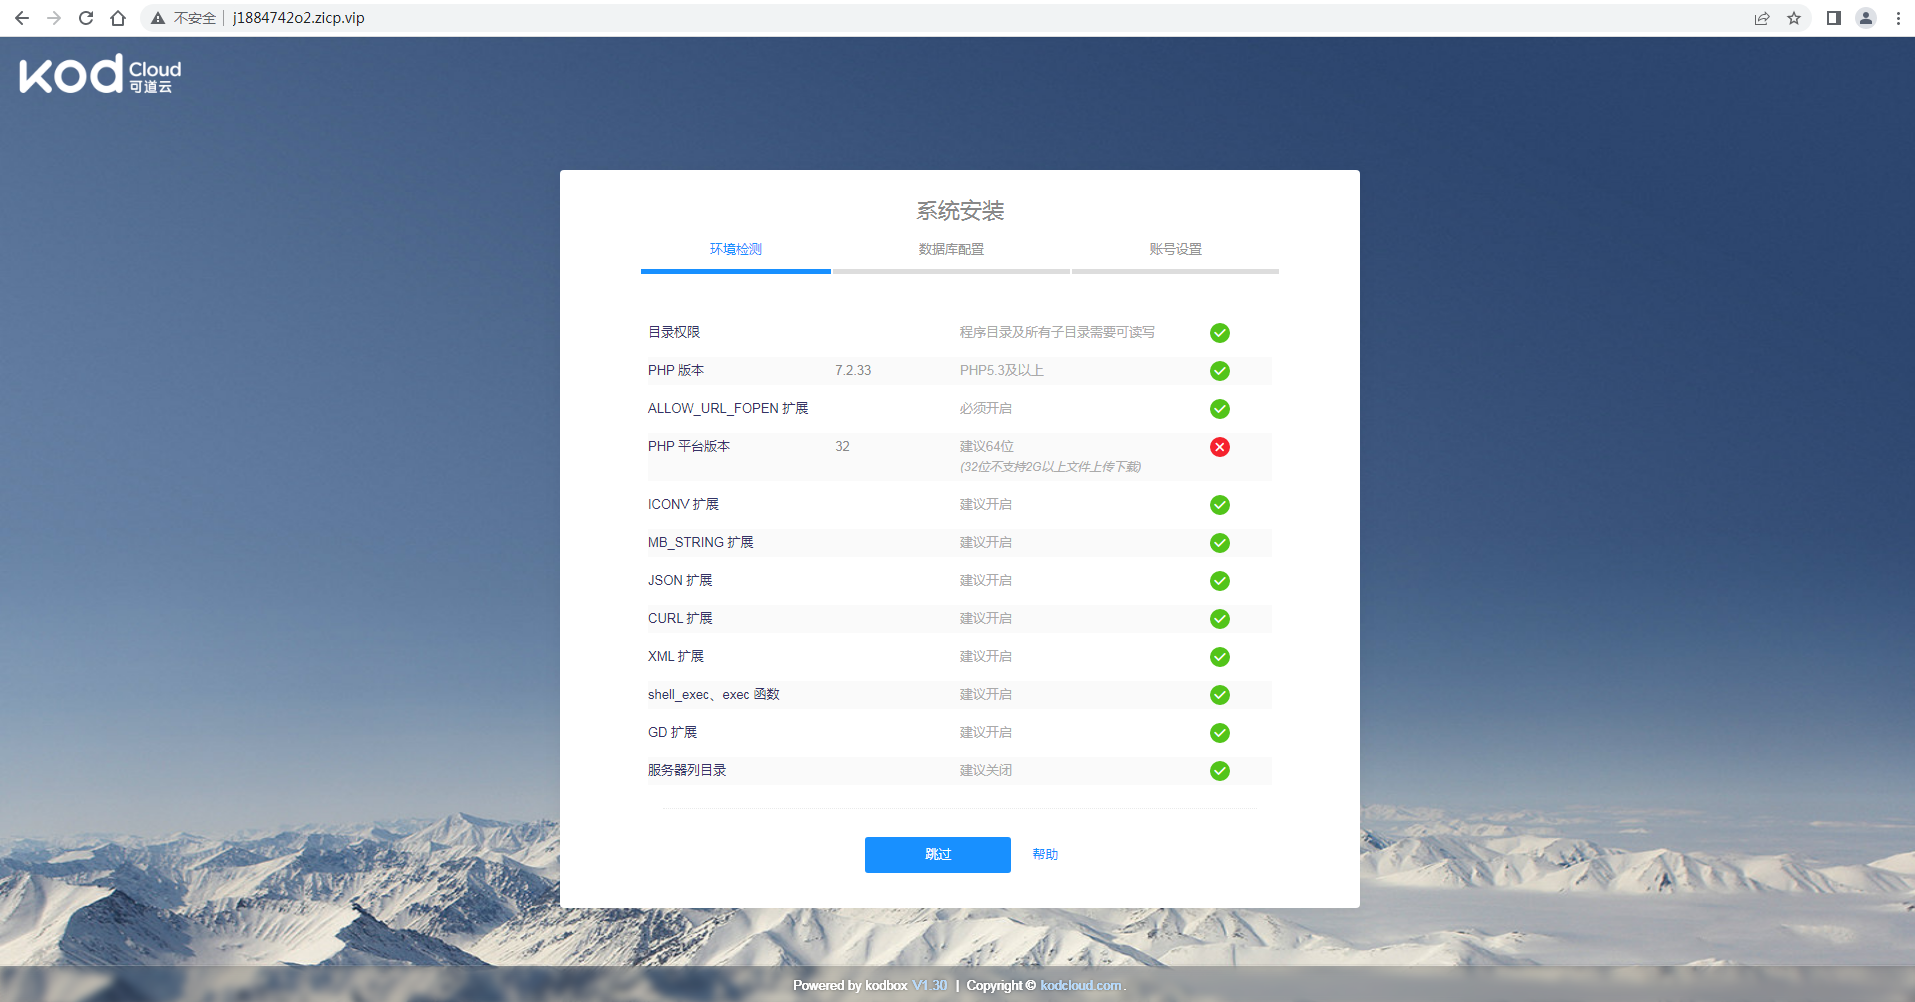 不安全 j1884742o2.zicp.vip
kod Cloud 可道云
系统安装
环境检测 数据库配置 账号设置
目录权限 程序目录及所有子目录需要可读写
PHP 版本 7.2.33 PHP5.3及以上
ALLOW_URL_FOPEN 扩展 必须开启
PHP 平台版本 32 建议64位
(32位不支持2G以上文件上传下载)
ICONV 扩展 建议开启
MB_STRING 扩展 建议开启
JSON 扩展 建议开启
CURL 扩展 建议开启
XML 扩展 建议开启
shell_exec、exec 函数 建议开启
GD 扩展 建议开启
服务器列目录 建议关闭
跳过 帮助
Powered by kodbox V1.30 | Copyright © kodcloud.com.